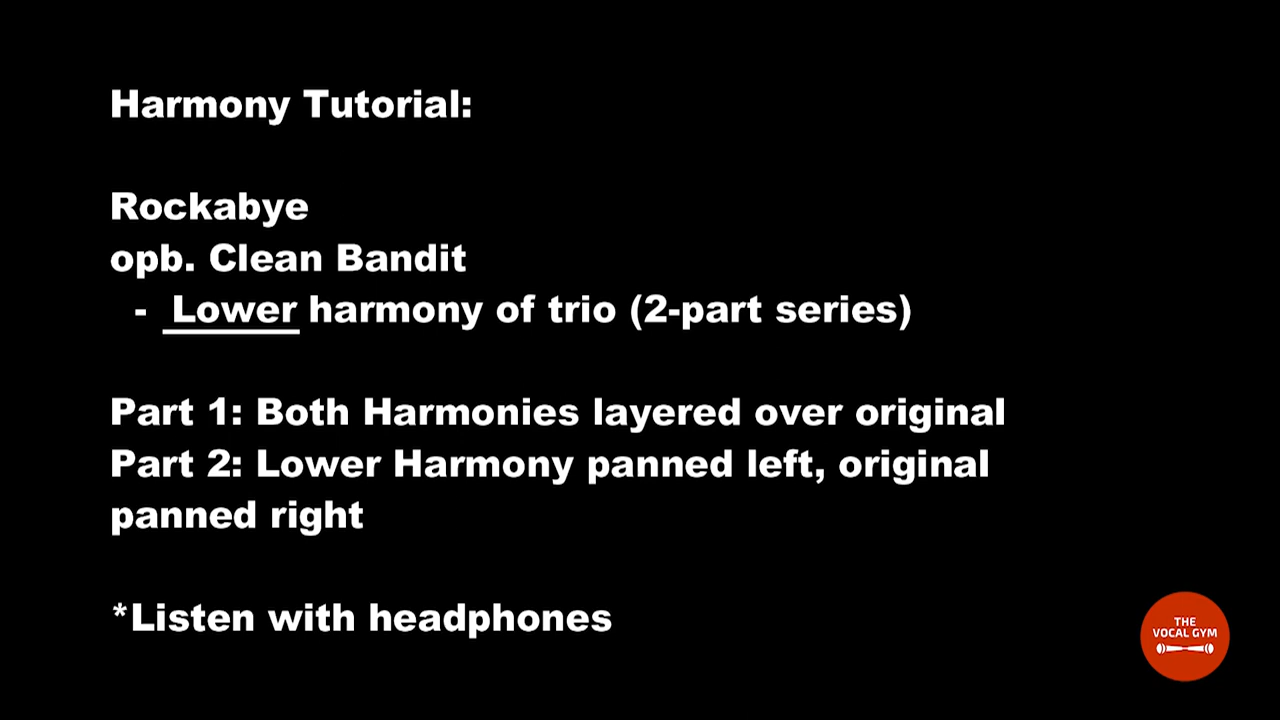 Harmony Tutorial:
Rockabye
opb. Clean Bandit
- Lower harmony of trio (2-part series)
Part 1: Both Harmonies layered over original
Part 2: Lower Harmony panned left, original
panned right
*Listen with headphones
THE
VOCAL GYM